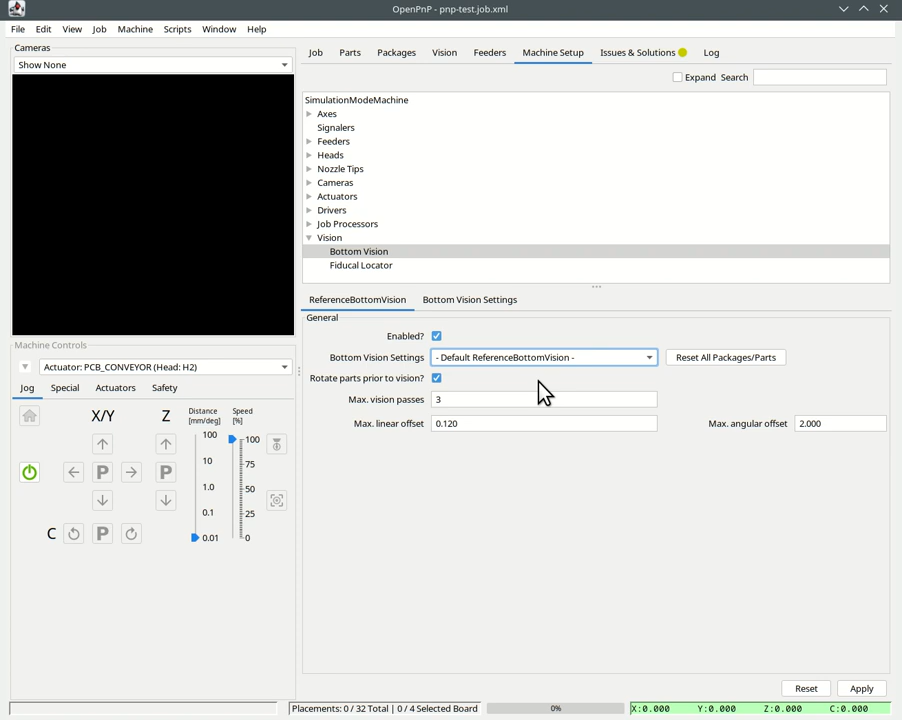 OpenPnP - pnp-test.job.xml
File Edit View Job Machine Scripts Window Help
Cameras
Show None
Job Parts Packages Vision Feeders Machine Setup Issues & Solutions Log
Expand Search
SimulationModeMachine
Axes
Signalers
Feeders
Heads
Nozzle Tips
Cameras
Actuators
Drivers
Job Processors
Vision
Bottom Vision
Fiducal Locator
ReferenceBottomVision Bottom Vision Settings
General
Enabled?
Bottom Vision Settings - Default ReferenceBottomVision - Reset All Packages/Parts
Rotate parts prior to vision?
Max. vision passes 3
Max. linear offset 0.120 Max. angular offset 2.000
Machine Controls
Actuator: PCB_CONVEYOR (Head: H2)
Jog Special Actuators Safety
X/Y Z Distance [mm/deg] Speed [%]
100 100
10 75
P P 1.0 50
0.1 25
C P 0.01 0
Reset Apply
Placements: 0 / 32 Total | 0 / 4 Selected Board 0% X:0.000 Y:0.000 Z:0.000 C:0.000